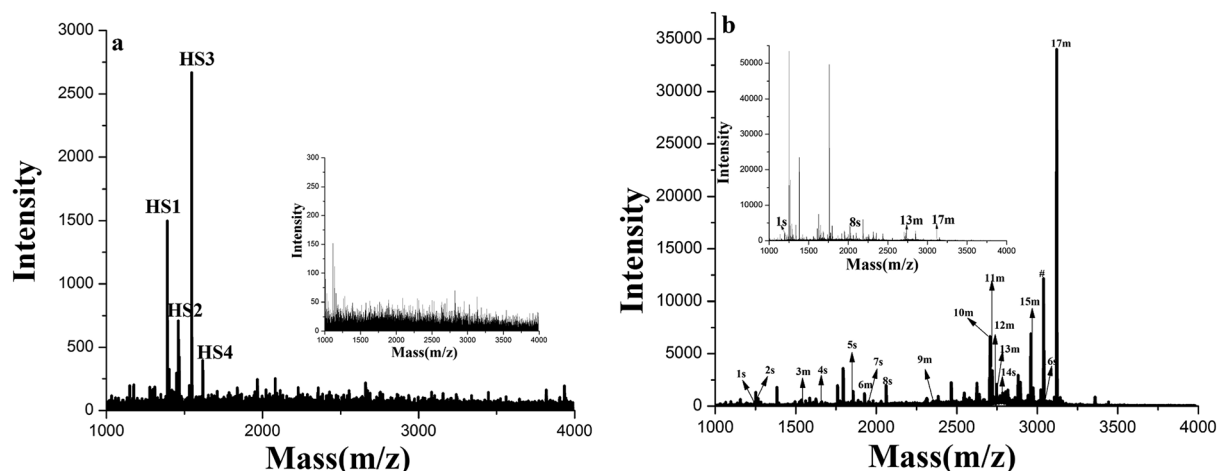 a
3000
2500
2000
1500
1000
500
0
Intensity
HS1
HS2
HS3
HS4
1000
2000
3000
4000
Mass(m/z)
300
250
200
150
100
50
0
Intensity
1000
1500
2000
2500
3000
3500
4000
Mass(m/z)
b
35000
30000
25000
20000
15000
10000
5000
0
Intensity
1s
2s
3m
4s
5s
6m
7s
8s
9m
10m
11m
12m
13m
14s
15m
#
6s
17m
1000
1500
2000
2500
3000
3500
4000
Mass(m/z)
50000
40000
30000
20000
10000
0
Intensity
1s
8s
13m
17m
1000
1500
2000
2500
3000
3500
4000
Mass(m/z)